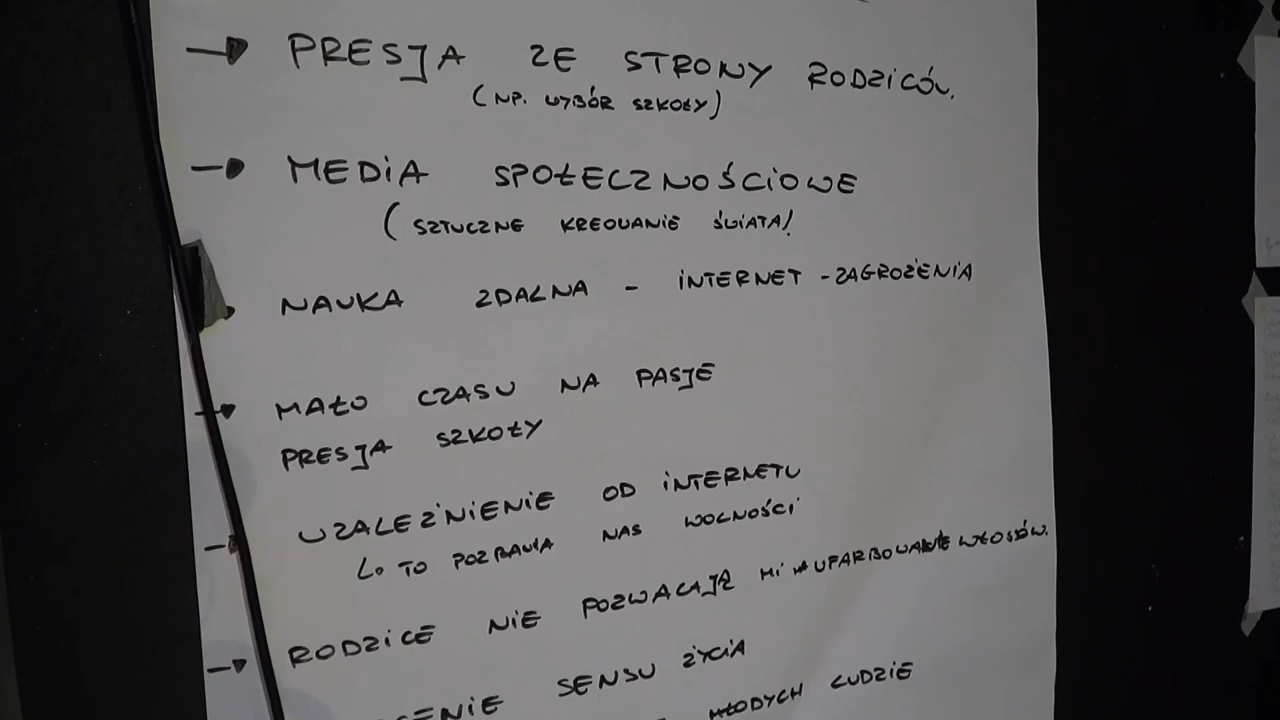 → PRESJA ZE STRONY RODZICÓW.
(NP. WYBÓR SZKOŁY)
→ MEDIA SPOŁECZNOŚCIOWE
(SZTUCZNE KREOWANIE ŚWIATA!
NAUKA ZDALNA - INTERNET - ZAGROŻENIA
→ MAŁO CZASU NA PASJE
PRESJA SZKOŁY
→ UZALEŻNIENIE OD INTERNETU
TO POZBAWIA NAS WOLNOŚCI
→ RODZICE NIE POZWALAJĄ MI NA UFARBOWANIE WŁOSÓW.
SENSU ŻYCIA
MŁODYCH LUDZIE